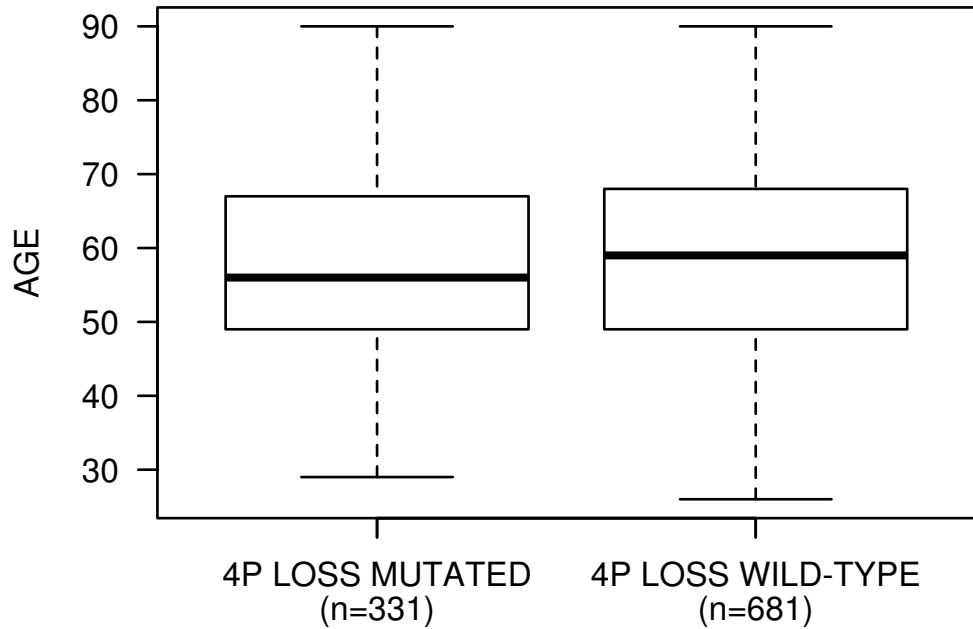 90
80
70
60
50
40
30
AGE
4P LOSS MUTATED
(n=331)
4P LOSS WILD-TYPE
(n=681)